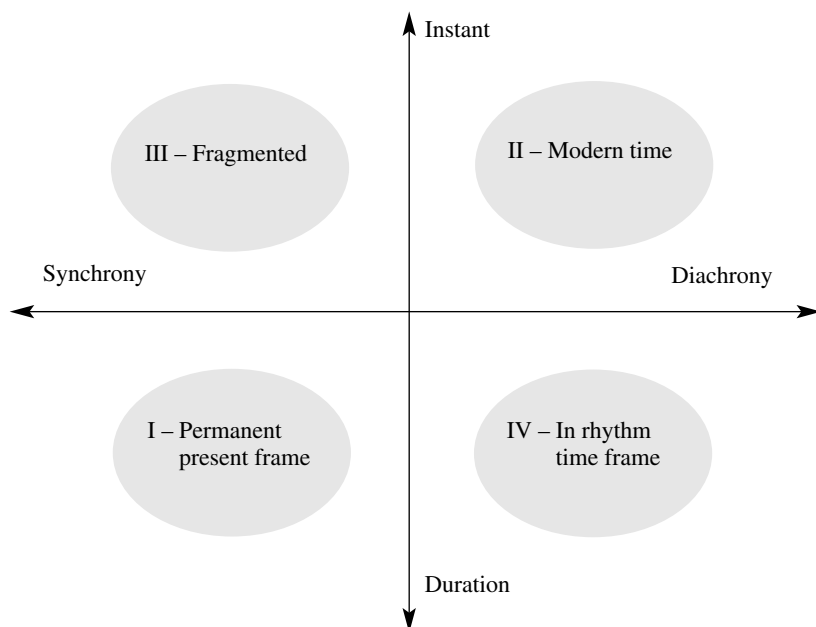 Instant
III – Fragmented
II – Modern time
Synchrony
Diachrony
I – Permanent
present frame
IV – In rhythm
time frame
Duration